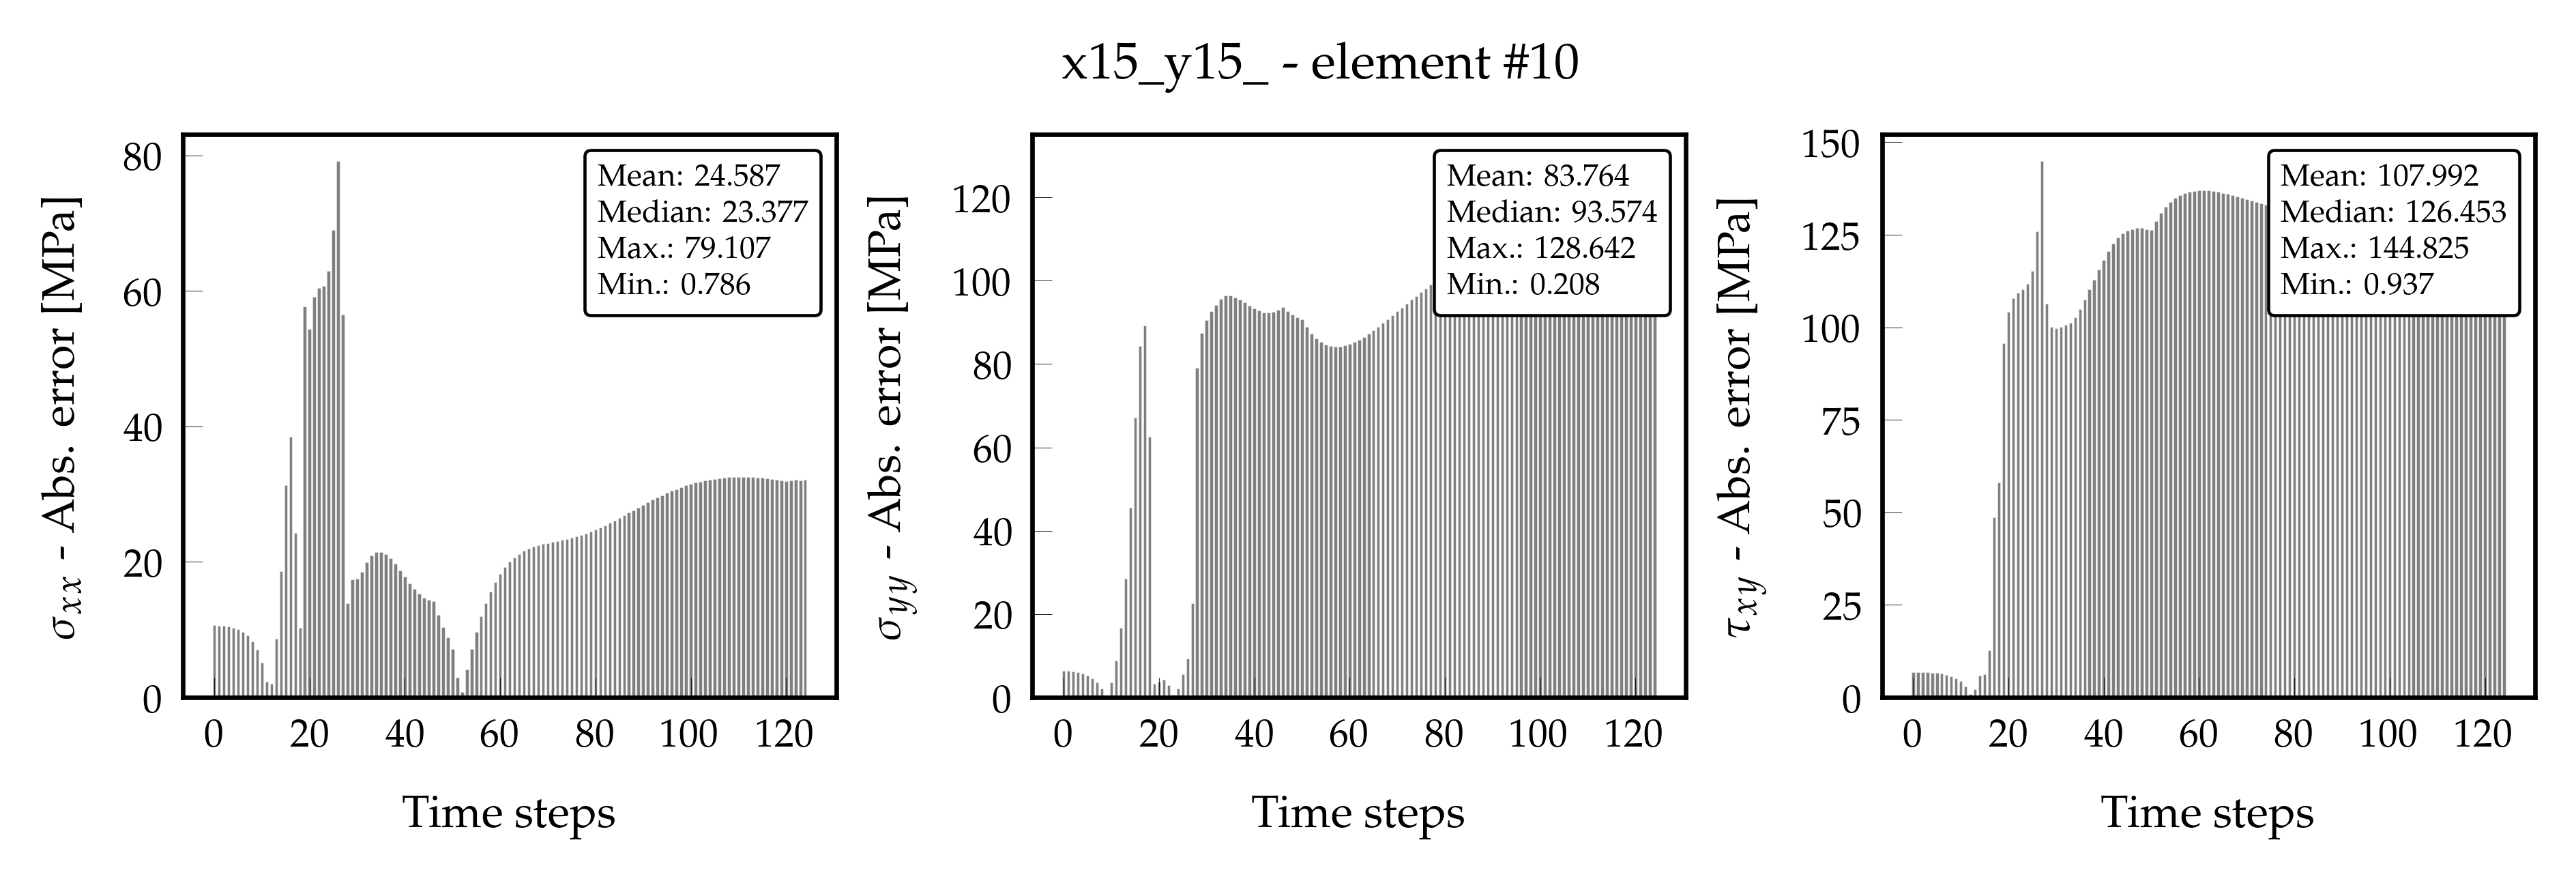 x15_y15_ - element #10
σxx - Abs. error [MPa]
80
60
40
20
0
Mean: 24.587
Median: 23.377
Max.: 79.107
Min.: 0.786
0 20 40 60 80 100 120
Time steps
σyy - Abs. error [MPa]
120
100
80
60
40
20
0
Mean: 83.764
Median: 93.574
Max.: 128.642
Min.: 0.208
0 20 40 60 80 100 120
Time steps
τxy - Abs. error [MPa]
150
125
100
75
50
25
0
Mean: 107.992
Median: 126.453
Max.: 144.825
Min.: 0.937
0 20 40 60 80 100 120
Time steps